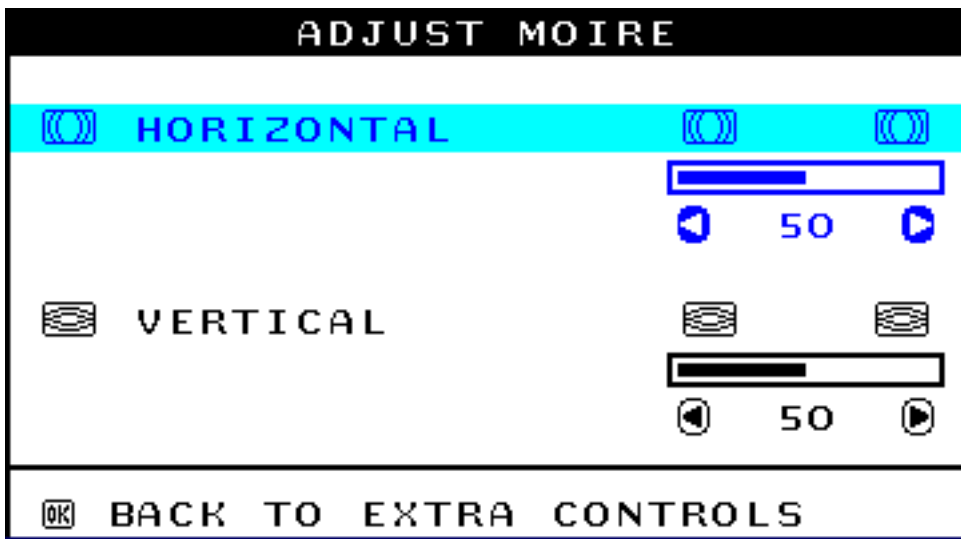 ADJUST MOIRE
HORIZONTAL
50
VERTICAL
50
OK BACK TO EXTRA CONTROLS